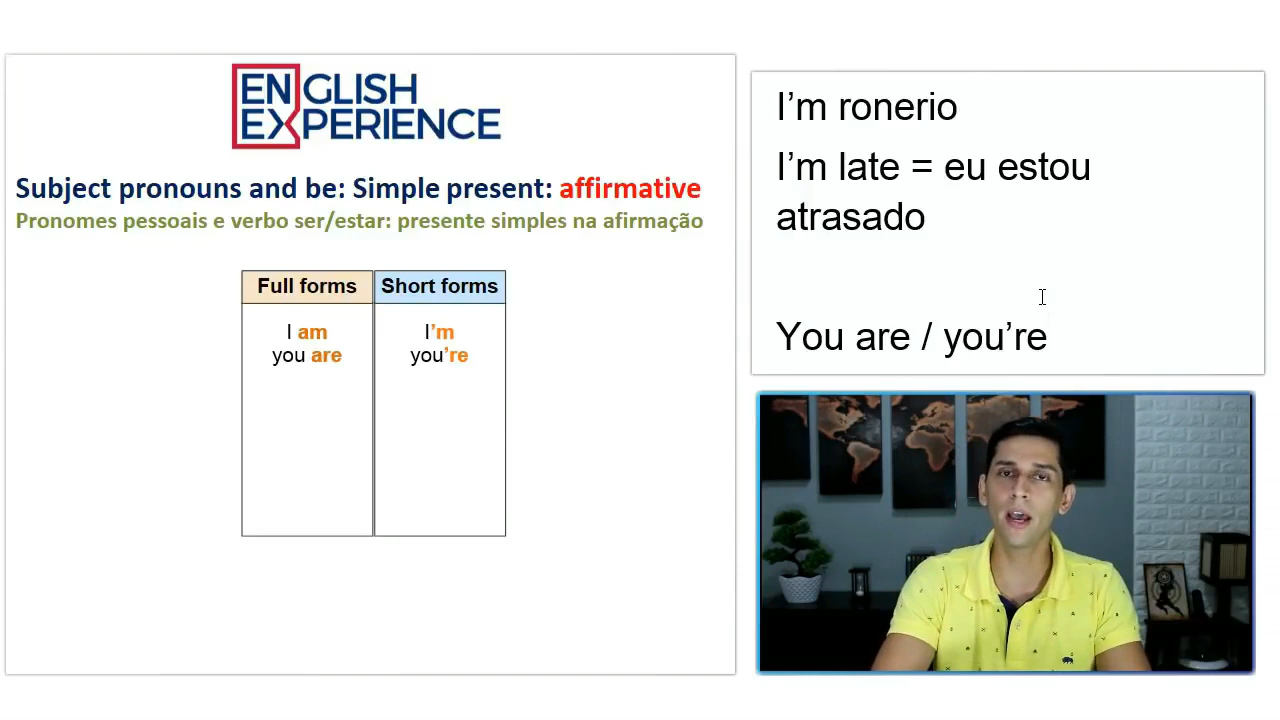 ENGLISH
EXPERIENCE
Subject pronouns and be: Simple present: affirmative
Pronomes pessoais e verbo ser/estar: presente simples na afirmação
Full forms Short forms
I am I'm
you are you're
I'm ronerio
I'm late = eu estou
atrasado
You are / you're